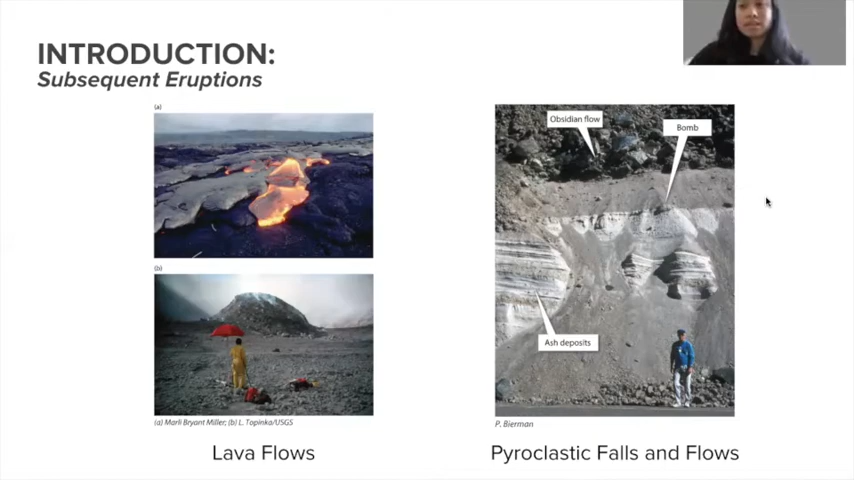 INTRODUCTION:
Subsequent Eruptions
(a)
(b)
(a) Marli Bryant Miller; (b) L. Topinka/USGS
Lava Flows
Obsidian flow
Bomb
Ash deposits
P. Bierman
Pyroclastic Falls and Flows